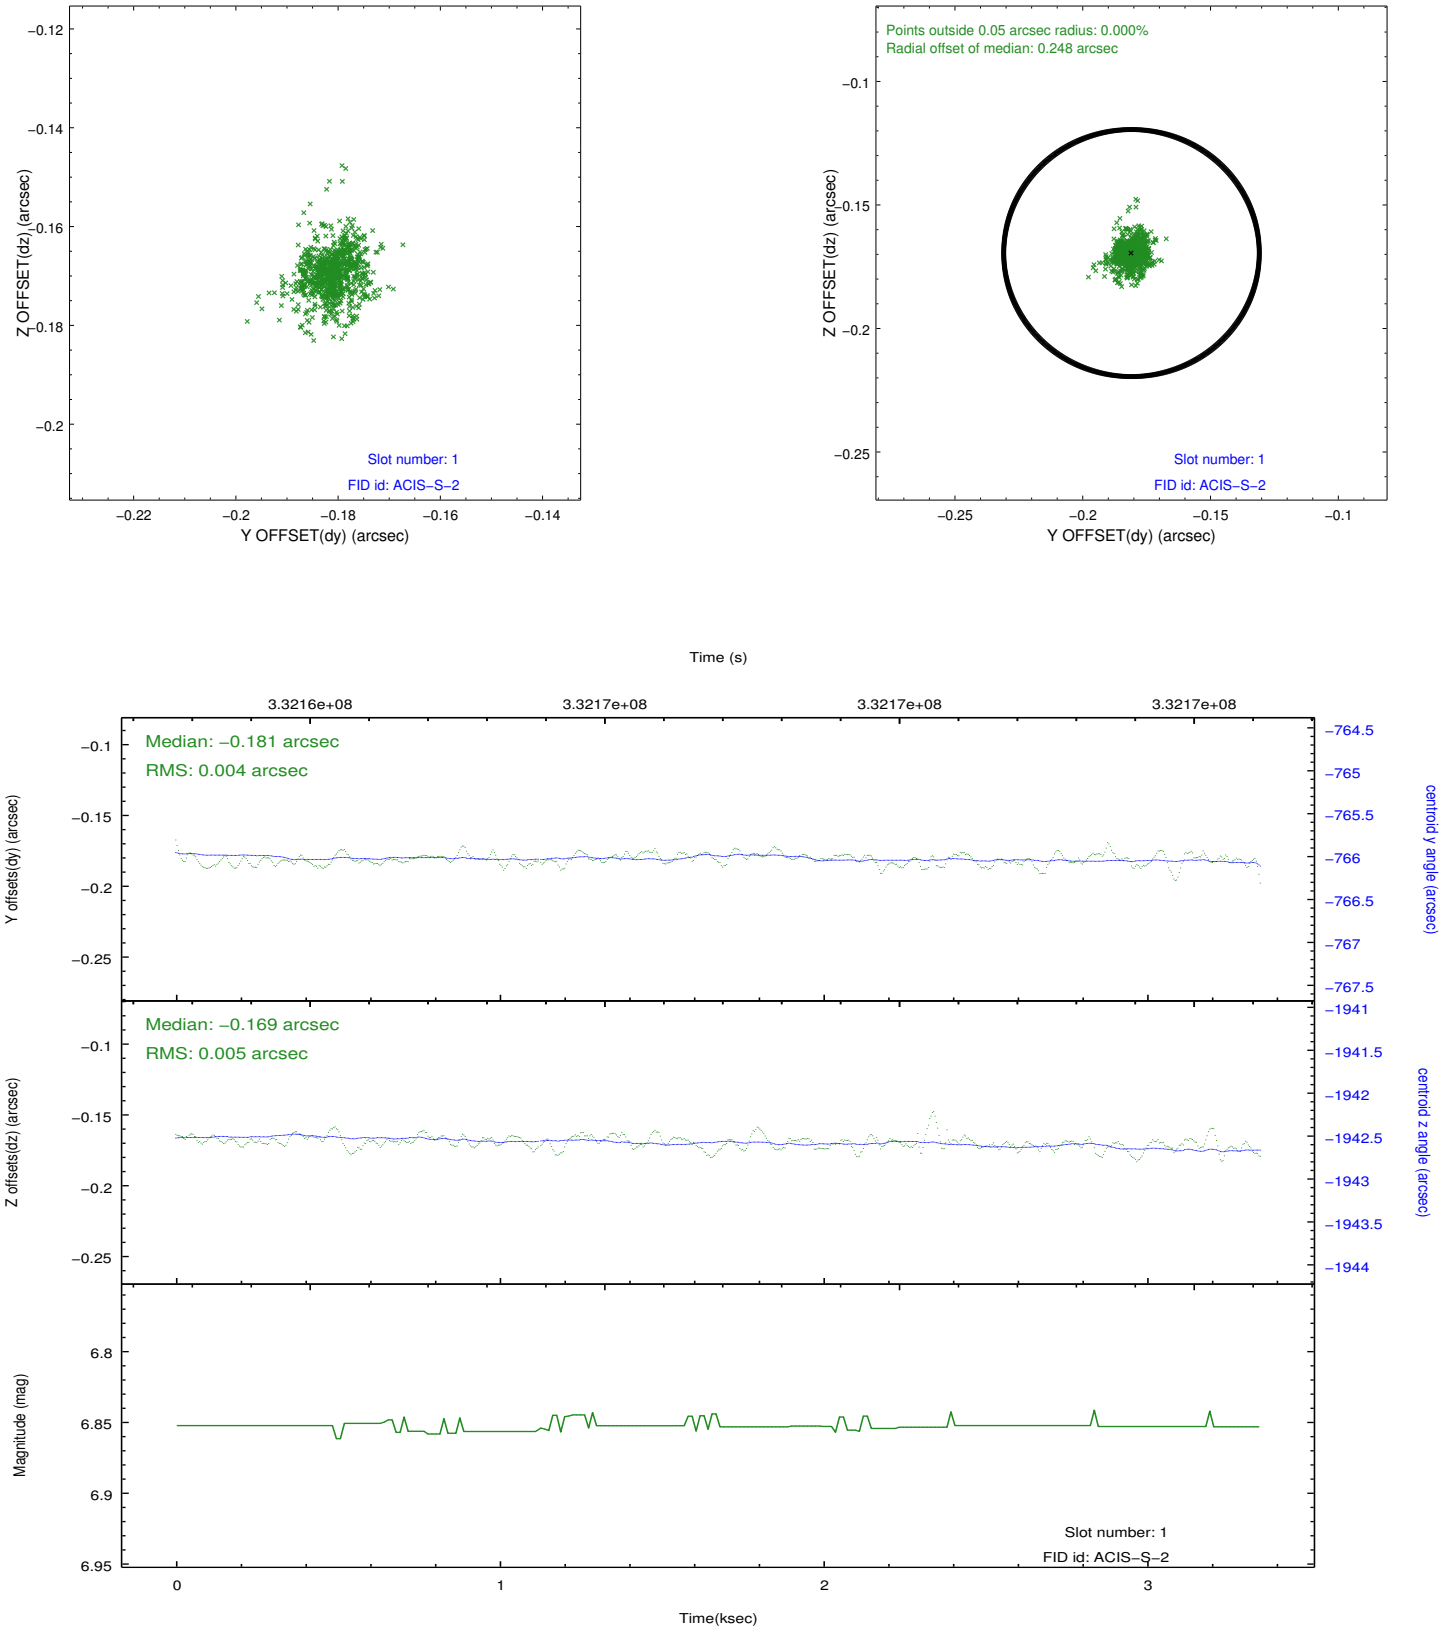 −0.12
−0.14
−0.16
−0.18
−0.2
Z OFFSET(dz) (arcsec)
Slot number: 1
FID id: ACIS−S−2
−0.22
−0.2
−0.18
−0.16
−0.14
Y OFFSET(dy) (arcsec)
Points outside 0.05 arcsec radius: 0.000%
Radial offset of median: 0.248 arcsec
−0.1
−0.15
−0.2
−0.25
Z OFFSET(dz) (arcsec)
Slot number: 1
FID id: ACIS−S−2
−0.25
−0.2
−0.15
−0.1
Y OFFSET(dy) (arcsec)
Time (s)
3.3216e+08
3.3217e+08
3.3217e+08
3.3217e+08
Median: −0.181 arcsec
RMS: 0.004 arcsec
−0.1
−0.15
−0.2
−0.25
Y offsets(dy) (arcsec)
−764.5
−765
−765.5
−766
−766.5
−767
−767.5
centroid y angle (arcsec)
Median: −0.169 arcsec
RMS: 0.005 arcsec
−0.1
−0.15
−0.2
−0.25
Z offsets(dz) (arcsec)
−1941
−1941.5
−1942
−1942.5
−1943
−1943.5
−1944
centroid z angle (arcsec)
6.8
6.85
6.9
6.95
Magnitude (mag)
Slot number: 1
FID id: ACIS−S−2
0
1
2
3
Time(ksec)